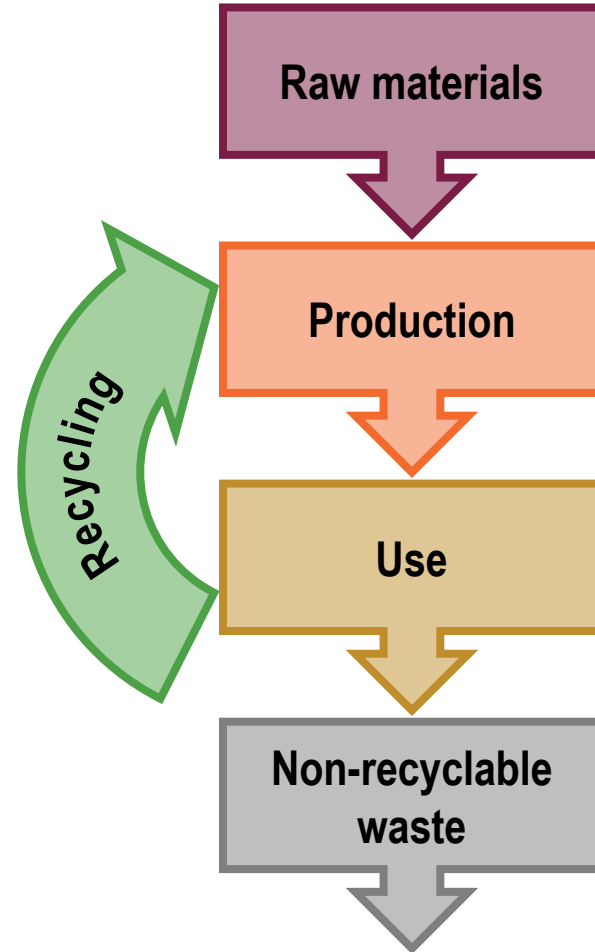 Raw materials
Production
Recycling
Use
Non-recyclable
waste